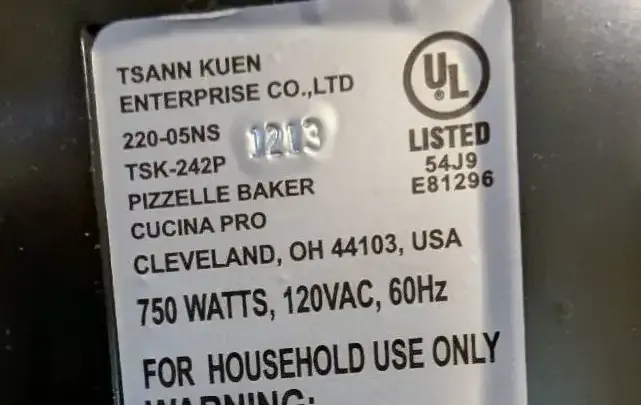 TSANN KUEN
ENTERPRISE CO.,LTD
220-05NS 1213
TSK-242P
PIZZELLE BAKER
CUCINA PRO
CLEVELAND, OH 44103, USA
750 WATTS, 120VAC, 60Hz
FOR HOUSEHOLD USE ONLY
WARNING:
UL
®
LISTED
54J9
E81296